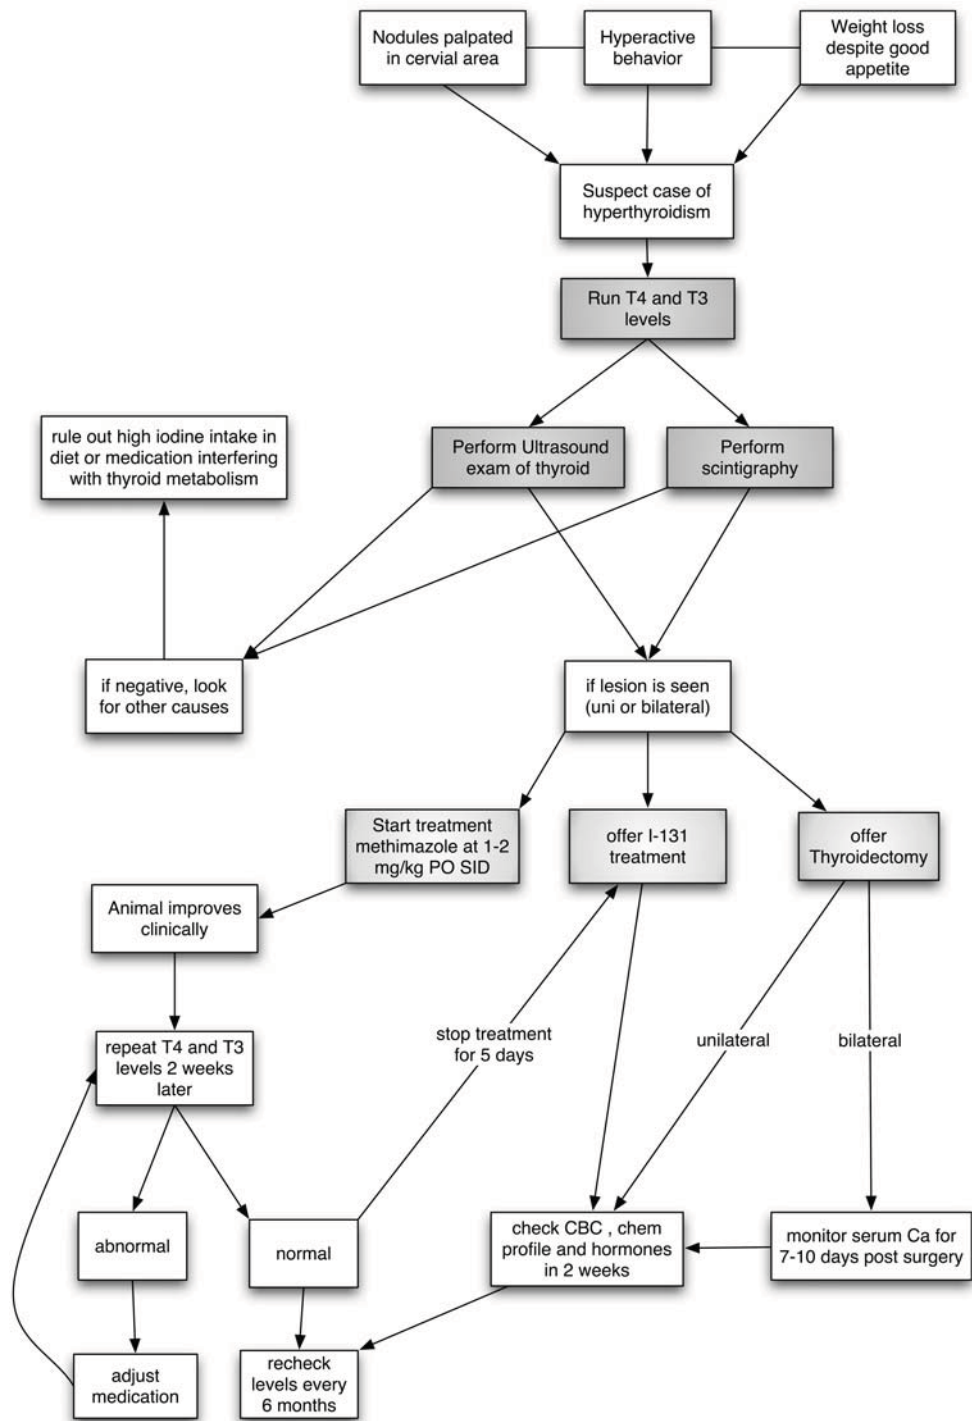 Nodules palpated
in cervial area
Hyperactive
behavior
Weight loss
despite good
appetite
Suspect case of
hyperthyroidism
Run T4 and T3
levels
rule out high iodine intake in
diet or medication interfering
with thyroid metabolism
Perform Ultrasound
exam of thyroid
Perform
scintigraphy
if negative, look
for other causes
if lesion is seen
(uni or bilateral)
Start treatment
methimazole at 1-2
mg/kg PO SID
offer I-131
treatment
offer
Thyroidectomy
Animal improves
clinically
repeat T4 and T3
levels 2 weeks
later
stop treatment
for 5 days
unilateral
bilateral
abnormal
normal
check CBC , chem
profile and hormones
in 2 weeks
monitor serum Ca for
7-10 days post surgery
adjust
medication
recheck
levels every
6 months